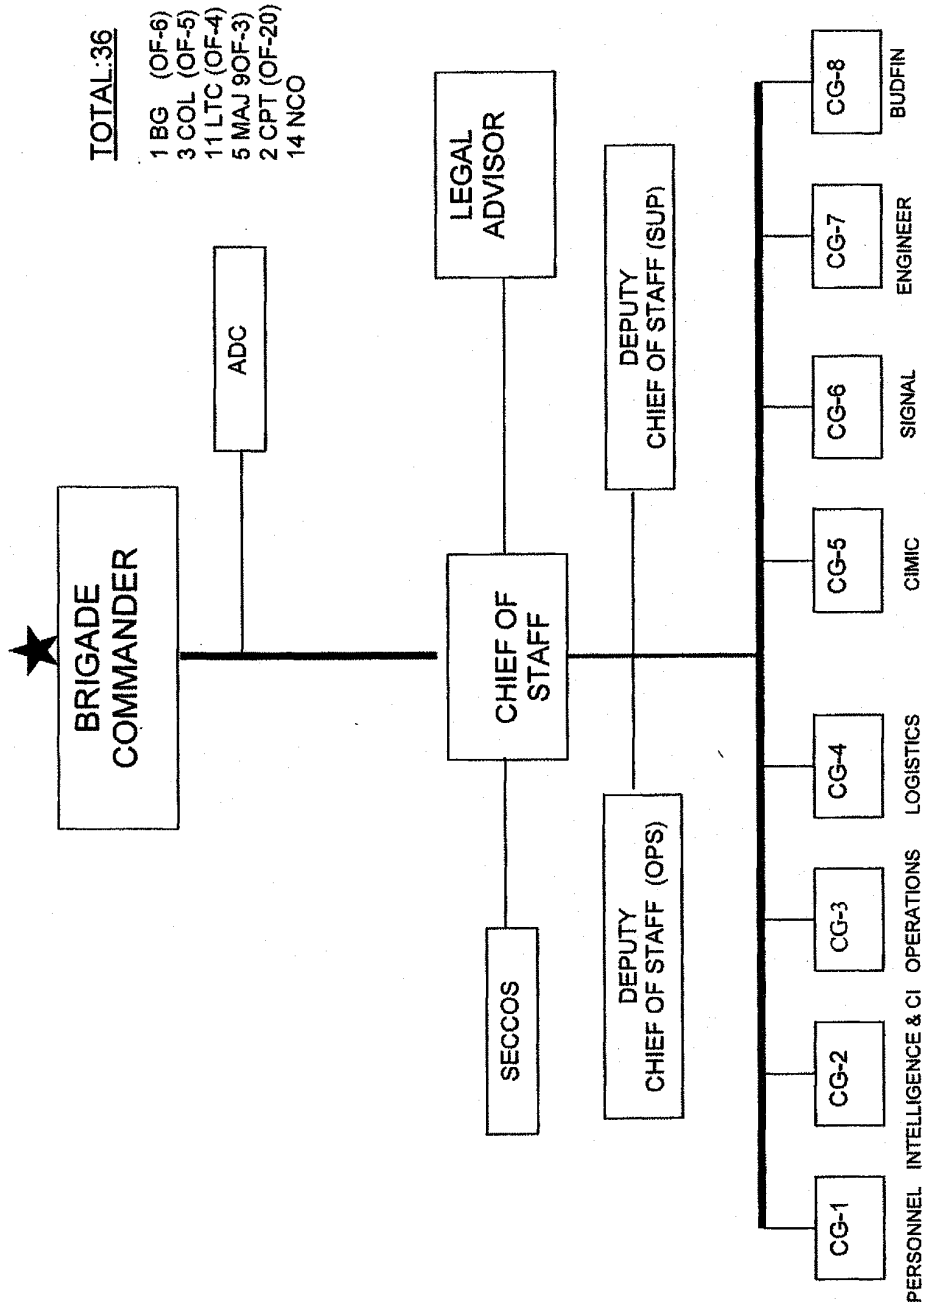 TOTAL:36
1 BG (OF-6)
3 COL (OF-5)
11 LTC (OF-4)
5 MAJ 9OF-3)
2 CPT (OF-20)
14 NCO
BRIGADE
COMMANDER
ADC
SECCOS
CHIEF OF
STAFF
LEGAL
ADVISOR
DEPUTY
CHIEF OF STAFF (OPS)
DEPUTY
CHIEF OF STAFF (SUP)
CG-1
CG-2
CG-3
CG-4
CG-5
CG-6
CG-7
CG-8
PERSONNEL
INTELLIGENCE & CI
OPERATIONS
LOGISTICS
CIMIC
SIGNAL
ENGINEER
BUDFIN